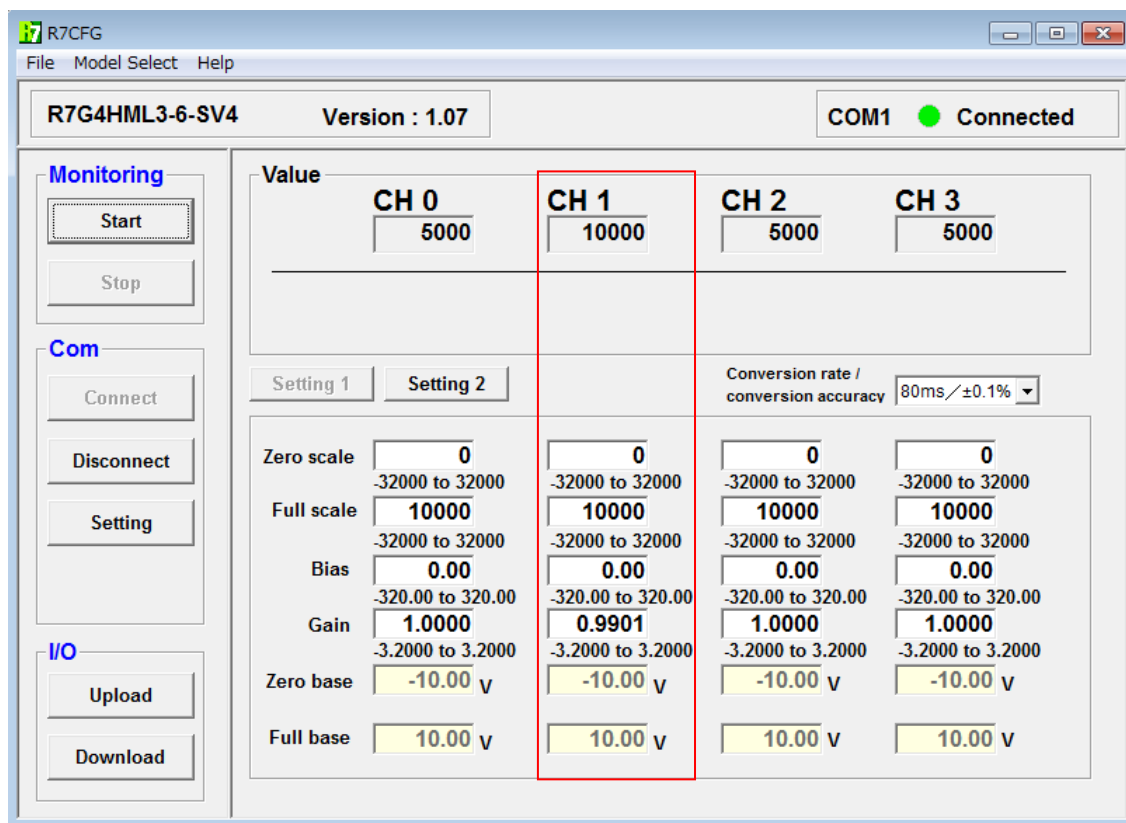 R7CFG
File Model Select Help
R7G4HML3-6-SV4 Version : 1.07 COM1 Connected
Monitoring
Start
Stop
Com
Connect
Disconnect
Setting
I/O
Upload
Download
Value
CH 0 CH 1 CH 2 CH 3
5000 10000 5000 5000
Setting 1 Setting 2
Conversion rate /
conversion accuracy 80ms／±0.1%
Zero scale 0 0 0 0
-32000 to 32000 -32000 to 32000 -32000 to 32000 -32000 to 32000
Full scale 10000 10000 10000 10000
-32000 to 32000 -32000 to 32000 -32000 to 32000 -32000 to 32000
Bias 0.00 0.00 0.00 0.00
-320.00 to 320.00 -320.00 to 320.00 -320.00 to 320.00 -320.00 to 320.00
Gain 1.0000 0.9901 1.0000 1.0000
-3.2000 to 3.2000 -3.2000 to 3.2000 -3.2000 to 3.2000 -3.2000 to 3.2000
Zero base -10.00 V -10.00 V -10.00 V -10.00 V
Full base 10.00 V 10.00 V 10.00 V 10.00 V